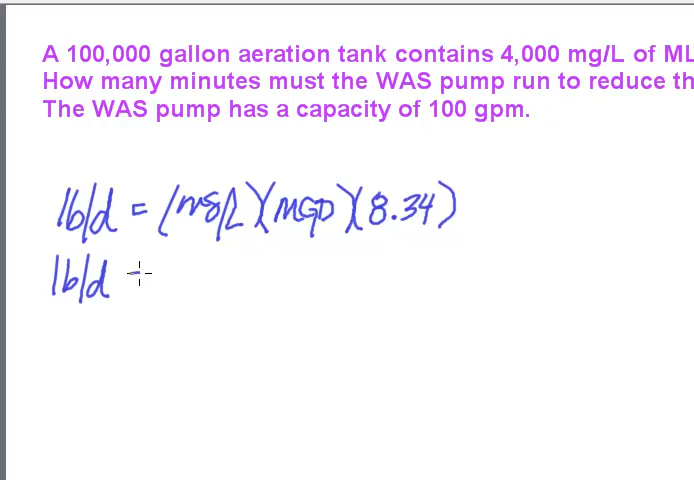 A 100,000 gallon aeration tank contains 4,000 mg/L of ML
How many minutes must the WAS pump run to reduce th
The WAS pump has a capacity of 100 gpm.
lb/d = (mg/L)(MGD)(8.34)
lb/d =